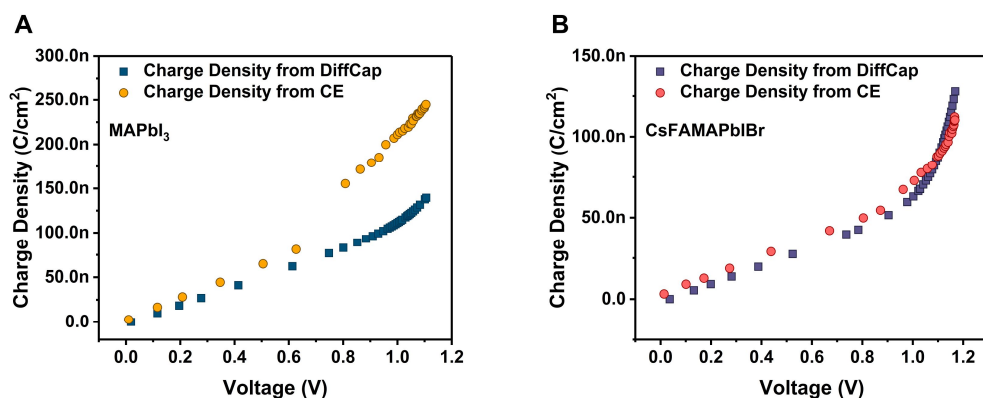 A
Charge Density (C/cm²)
300.0n
250.0n
200.0n
150.0n
100.0n
50.0n
0.0
Charge Density from DiffCap
Charge Density from CE
MAPbI₃
0.0 0.2 0.4 0.6 0.8 1.0 1.2
Voltage (V)
B
Charge Density (C/cm²)
150.0n
100.0n
50.0n
0.0
Charge Density from DiffCap
Charge Density from CE
CsFAMAPbIBr
0.0 0.2 0.4 0.6 0.8 1.0 1.2
Voltage (V)